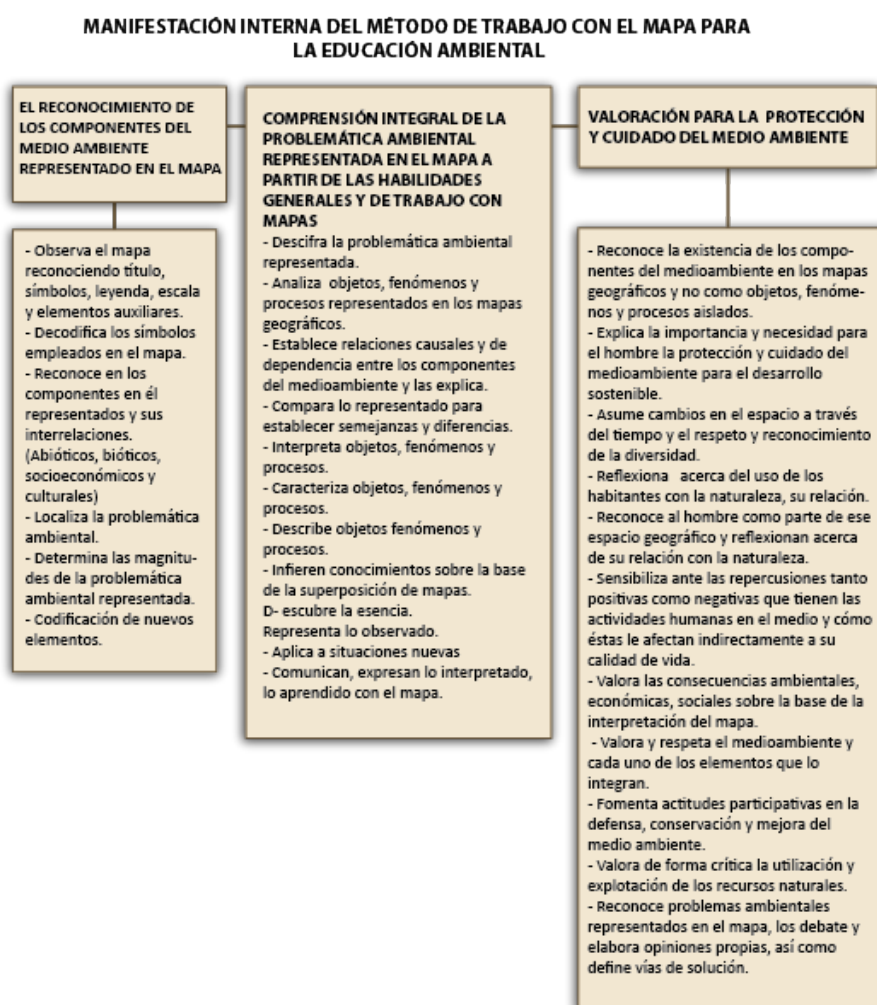 MANIFESTACIÓN INTERNA DEL MÉTODO DE TRABAJO CON EL MAPA PARA
LA EDUCACIÓN AMBIENTAL
EL RECONOCIMIENTO DE
LOS COMPONENTES DEL
MEDIO AMBIENTE
REPRESENTADO EN EL MAPA
- Observa el mapa
reconociendo título,
símbolos, leyenda, escala
y elementos auxiliares.
- Decodifica los símbolos
empleados en el mapa.
- Reconoce en los
componentes en él
representados y sus
interrelaciones.
(Abióticos, bióticos,
socioeconómicos y
culturales)
- Localiza la problemática
ambiental.
- Determina las magnitu-
des de la problemática
ambiental representada.
- Codificación de nuevos
elementos.
COMPRENSIÓN INTEGRAL DE LA
PROBLEMÁTICA AMBIENTAL
REPRESENTADA EN EL MAPA A
PARTIR DE LAS HABILIDADES
GENERALES Y DE TRABAJO CON
MAPAS
- Descifra la problemática ambiental
representada.
- Analiza objetos, fenómenos y
procesos representados en los mapas
geográficos.
- Establece relaciones causales y de
dependencia entre los componentes
del medioambiente y las explica.
- Compara lo representado para
establecer semejanzas y diferencias.
- Interpreta objetos, fenómenos y
procesos.
- Caracteriza objetos, fenómenos y
procesos.
- Describe objetos fenómenos y
procesos.
- Infieren conocimientos sobre la base
de la superposición de mapas.
D- escubre la esencia.
Representa lo observado.
- Aplica a situaciones nuevas
- Comunican, expresan lo interpretado,
lo aprendido con el mapa.
VALORACIÓN PARA LA PROTECCIÓN
Y CUIDADO DEL MEDIO AMBIENTE
- Reconoce la existencia de los compo-
nentes del medioambiente en los mapas
geográficos y no como objetos, fenóme-
nos y procesos aislados.
- Explica la importancia y necesidad para
el hombre la protección y cuidado del
medioambiente para el desarrollo
sostenible.
- Asume cambios en el espacio a través
del tiempo y el respeto y reconocimiento
de la diversidad.
- Reflexiona acerca del uso de los
habitantes con la naturaleza, su relación.
- Reconoce al hombre como parte de ese
espacio geográfico y reflexionan acerca
de su relación con la naturaleza.
- Sensibiliza ante las repercusiones tanto
positivas como negativas que tienen las
actividades humanas en el medio y cómo
éstas le afectan indirectamente a su
calidad de vida.
- Valora las consecuencias ambientales,
económicas, sociales sobre la base de la
interpretación del mapa.
- Valora y respeta el medioambiente y
cada uno de los elementos que lo
integran.
- Fomenta actitudes participativas en la
defensa, conservación y mejora del
medio ambiente.
- Valora de forma crítica la utilización y
explotación de los recursos naturales.
- Reconoce problemas ambientales
representados en el mapa, los debate y
elabora opiniones propias, así como
define vías de solución.